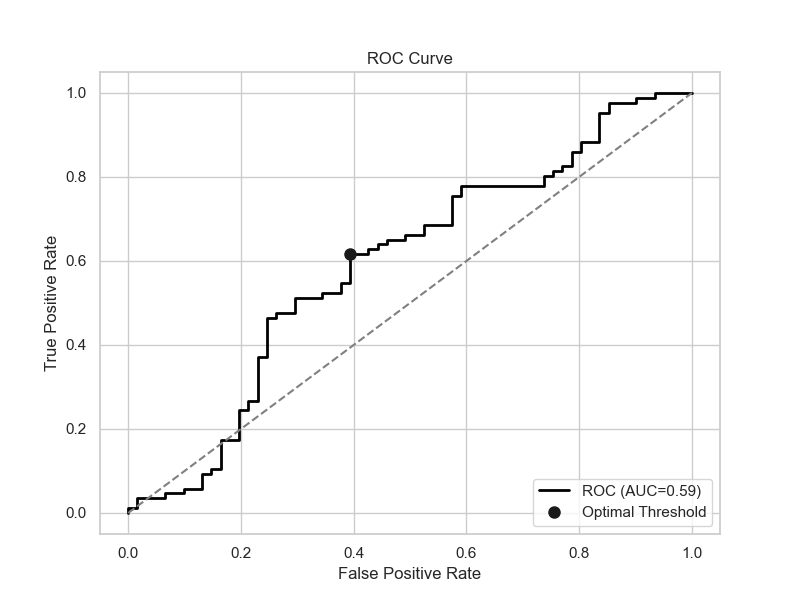 ROC Curve
True Positive Rate
1.0
0.8
0.6
0.4
0.2
0.0
ROC (AUC=0.59)
Optimal Threshold
0.0 0.2 0.4 0.6 0.8 1.0
False Positive Rate